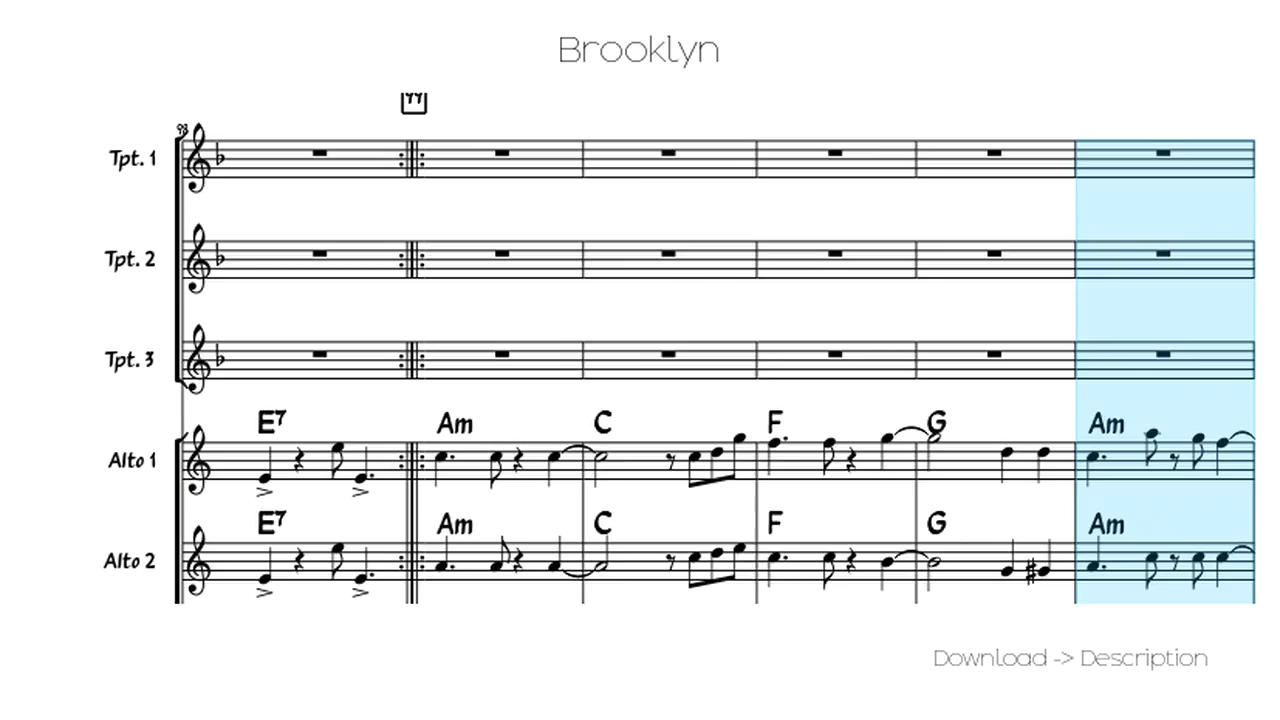 Brooklyn
Tpt. 1
Tpt. 2
Tpt. 3
E7 Am C F G Am
Alto 1
E7 Am C F G Am
Alto 2
Download -> Description